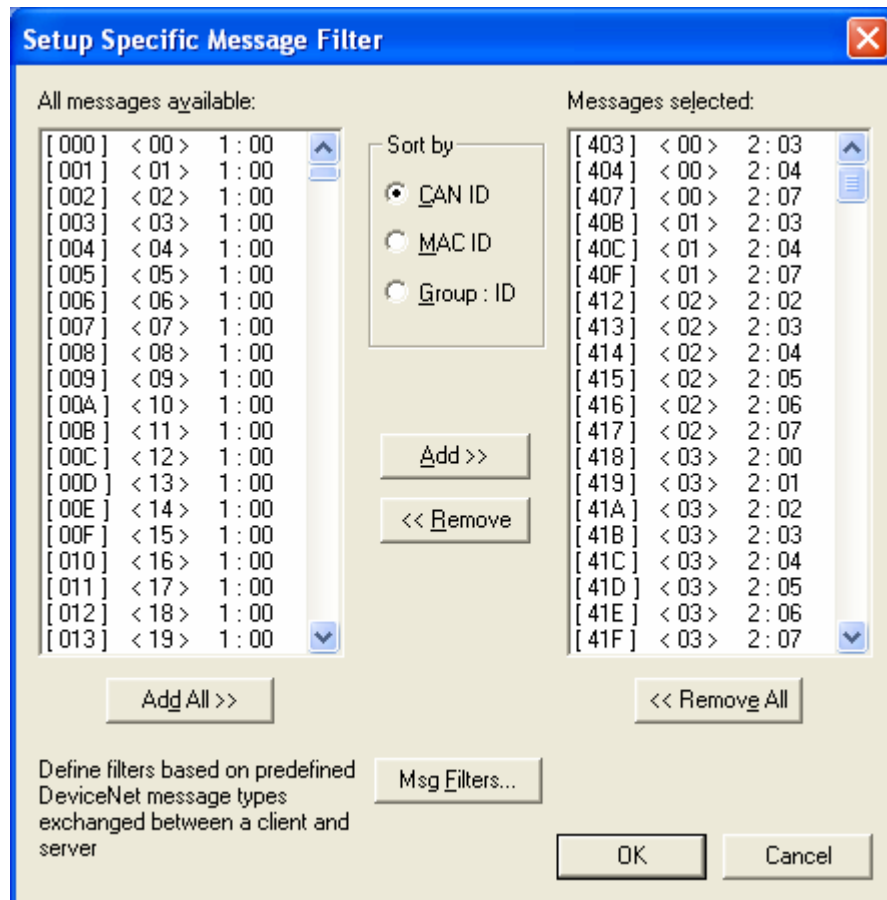 Setup Specific Message Filter
All messages available:
[ 000 ] < 00 > 1 : 00
[ 001 ] < 01 > 1 : 00
[ 002 ] < 02 > 1 : 00
[ 003 ] < 03 > 1 : 00
[ 004 ] < 04 > 1 : 00
[ 005 ] < 05 > 1 : 00
[ 006 ] < 06 > 1 : 00
[ 007 ] < 07 > 1 : 00
[ 008 ] < 08 > 1 : 00
[ 009 ] < 09 > 1 : 00
[ 00A ] < 10 > 1 : 00
[ 00B ] < 11 > 1 : 00
[ 00C ] < 12 > 1 : 00
[ 00D ] < 13 > 1 : 00
[ 00E ] < 14 > 1 : 00
[ 00F ] < 15 > 1 : 00
[ 010 ] < 16 > 1 : 00
[ 011 ] < 17 > 1 : 00
[ 012 ] < 18 > 1 : 00
[ 013 ] < 19 > 1 : 00
Add All >>
Sort by
CAN ID
MAC ID
Group : ID
Add >>
<< Remove
Messages selected:
[ 403 ] < 00 > 2 : 03
[ 404 ] < 00 > 2 : 04
[ 407 ] < 00 > 2 : 07
[ 40B ] < 01 > 2 : 03
[ 40C ] < 01 > 2 : 04
[ 40F ] < 01 > 2 : 07
[ 412 ] < 02 > 2 : 02
[ 413 ] < 02 > 2 : 03
[ 414 ] < 02 > 2 : 04
[ 415 ] < 02 > 2 : 05
[ 416 ] < 02 > 2 : 06
[ 417 ] < 02 > 2 : 07
[ 418 ] < 03 > 2 : 00
[ 419 ] < 03 > 2 : 01
[ 41A ] < 03 > 2 : 02
[ 41B ] < 03 > 2 : 03
[ 41C ] < 03 > 2 : 04
[ 41D ] < 03 > 2 : 05
[ 41E ] < 03 > 2 : 06
[ 41F ] < 03 > 2 : 07
<< Remove All
Define filters based on predefined
DeviceNet message types
exchanged between a client and
server
Msg Filters...
OK
Cancel